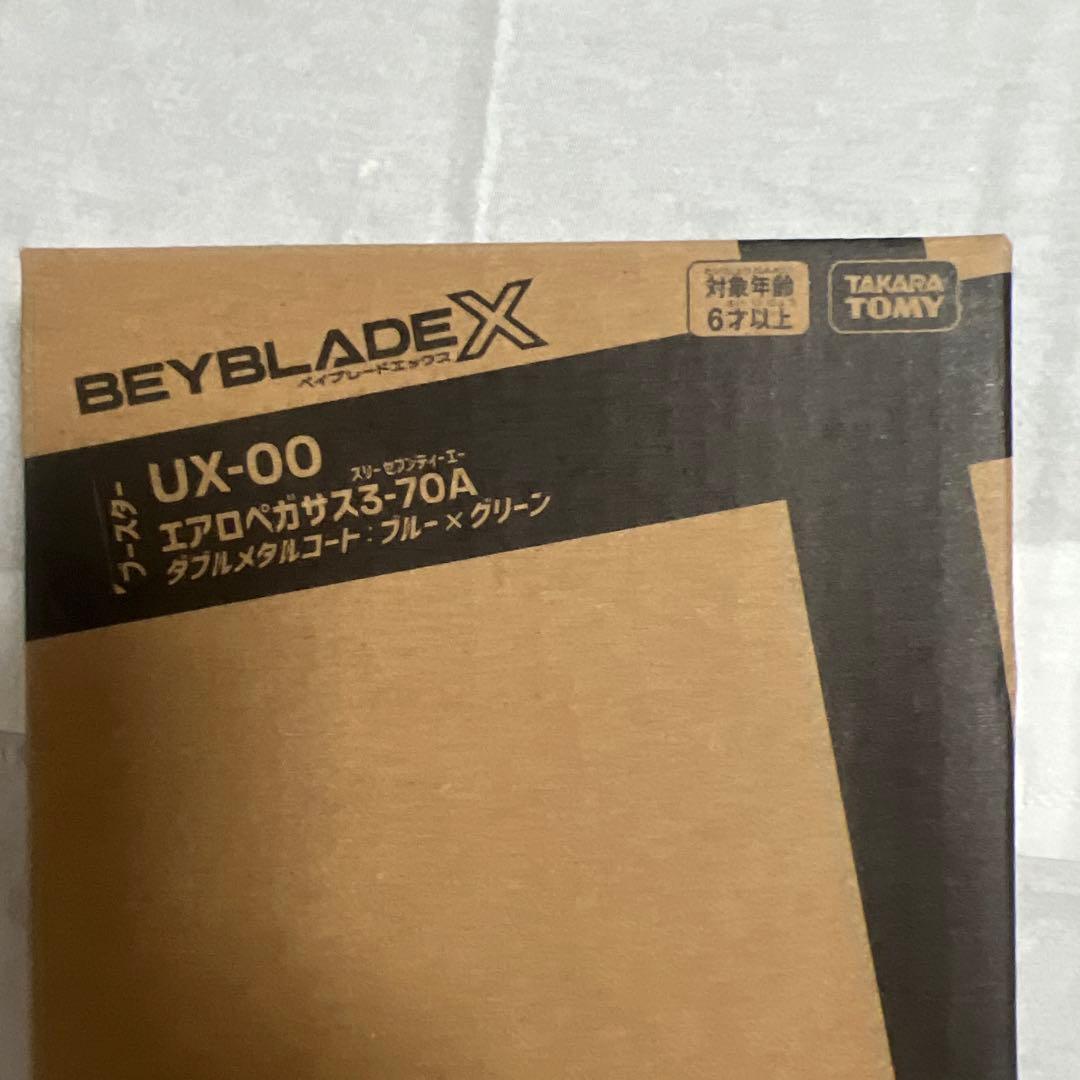 BEYBLADE X
ベイブレードエックス
対象年齢
6才以上
TAKARA
TOMY
ブースター
UX-00
スリーセブンティーエー
エアロペガサス3-70A
ダブルメタルコート:ブルー×グリーン